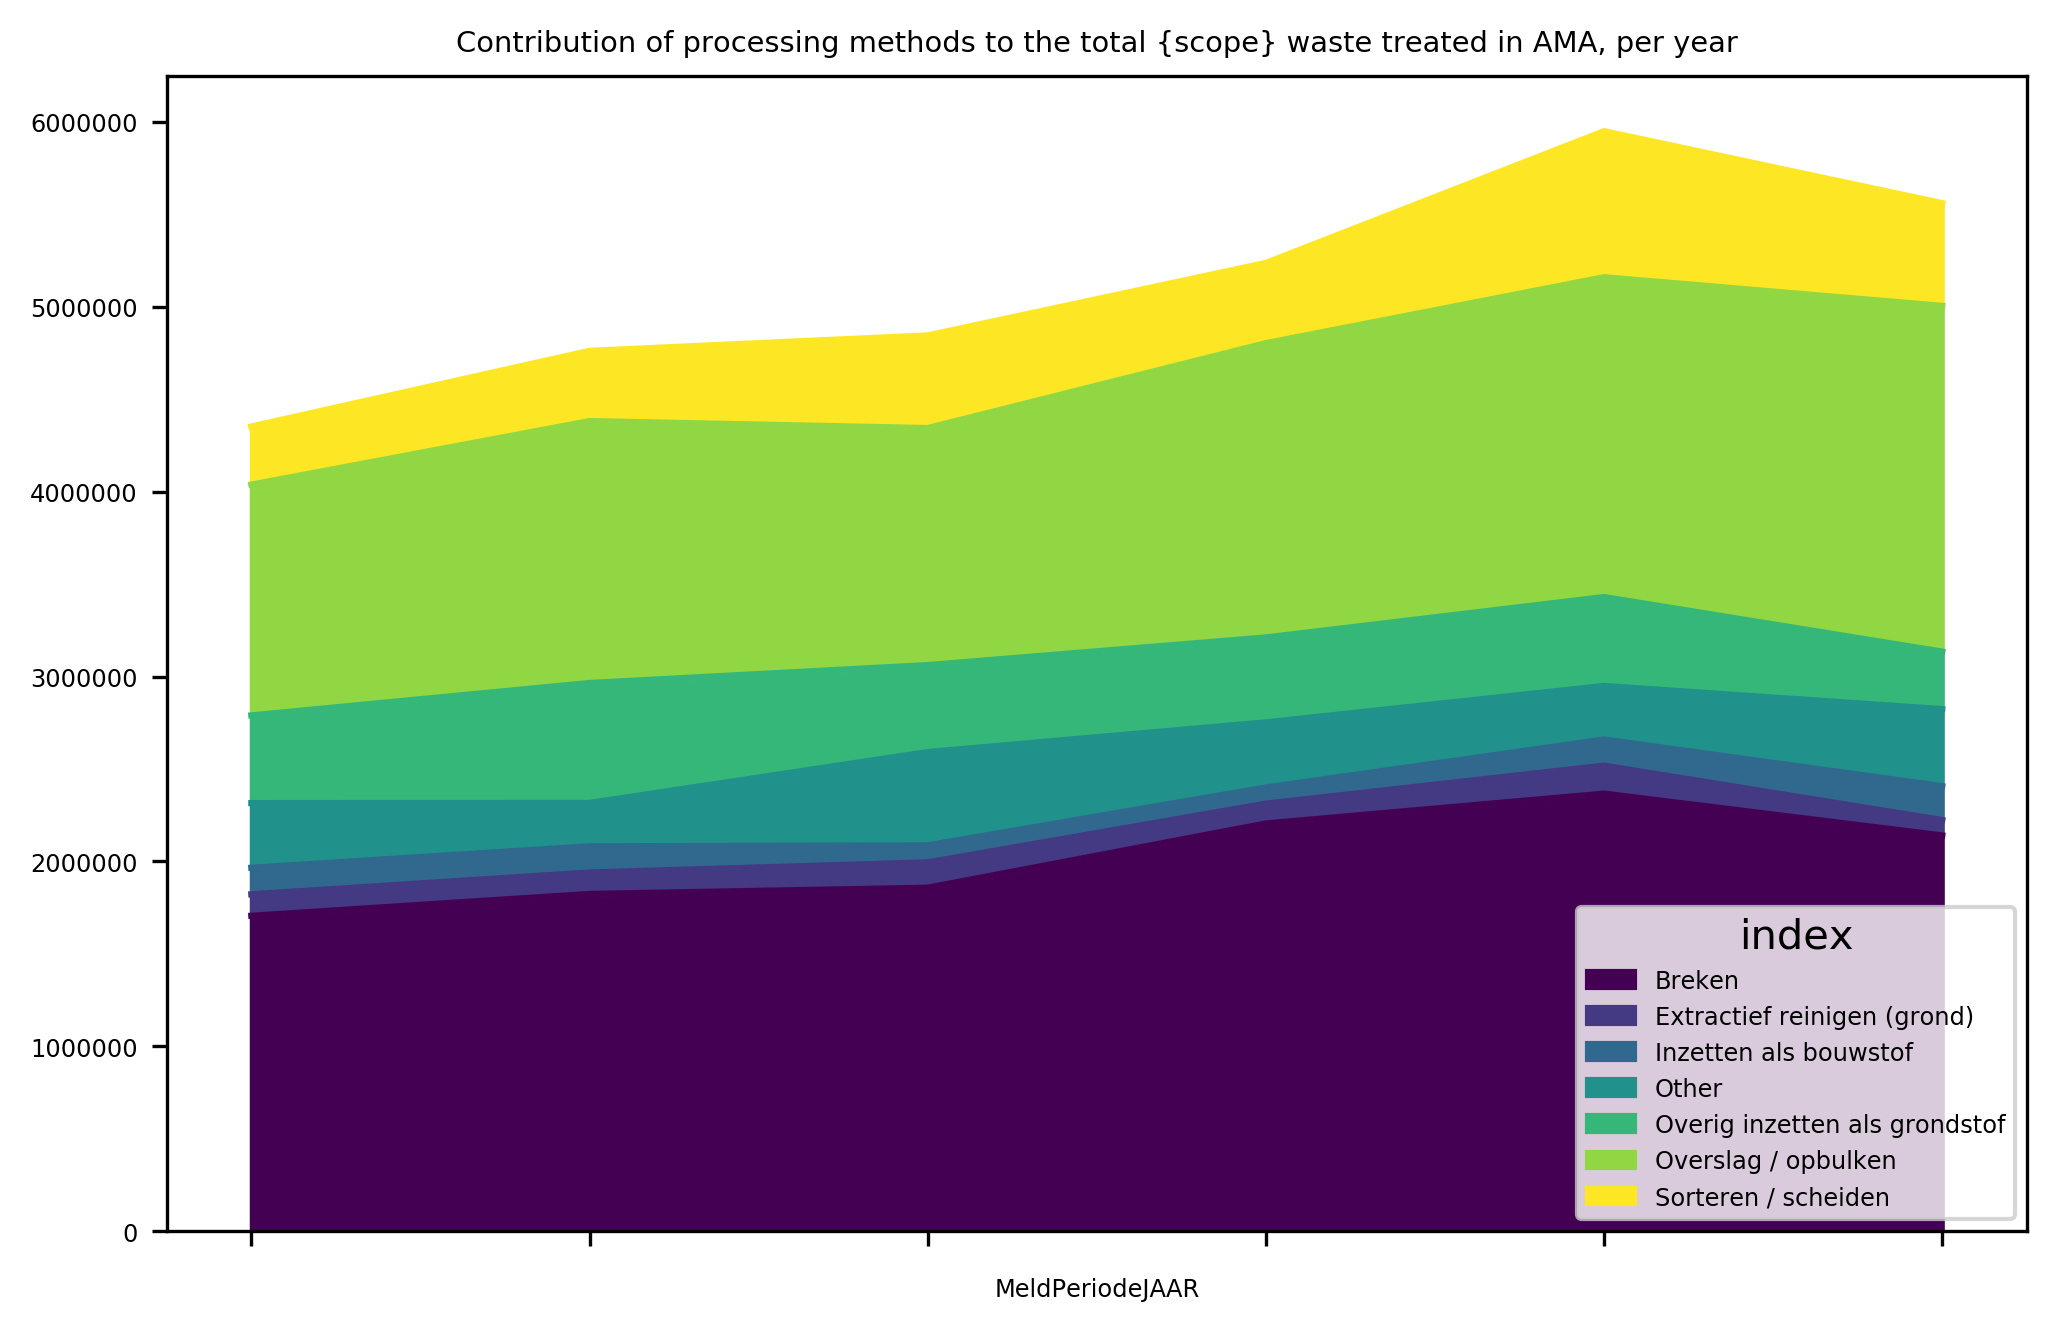 Contribution of processing methods to the total {scope} waste treated in AMA, per year
6000000
5000000
4000000
3000000
2000000
1000000
0
index
Breken
Extractief reinigen (grond)
Inzetten als bouwstof
Other
Overig inzetten als grondstof
Overslag / opbulken
Sorteren / scheiden
MeldPeriodeJAAR